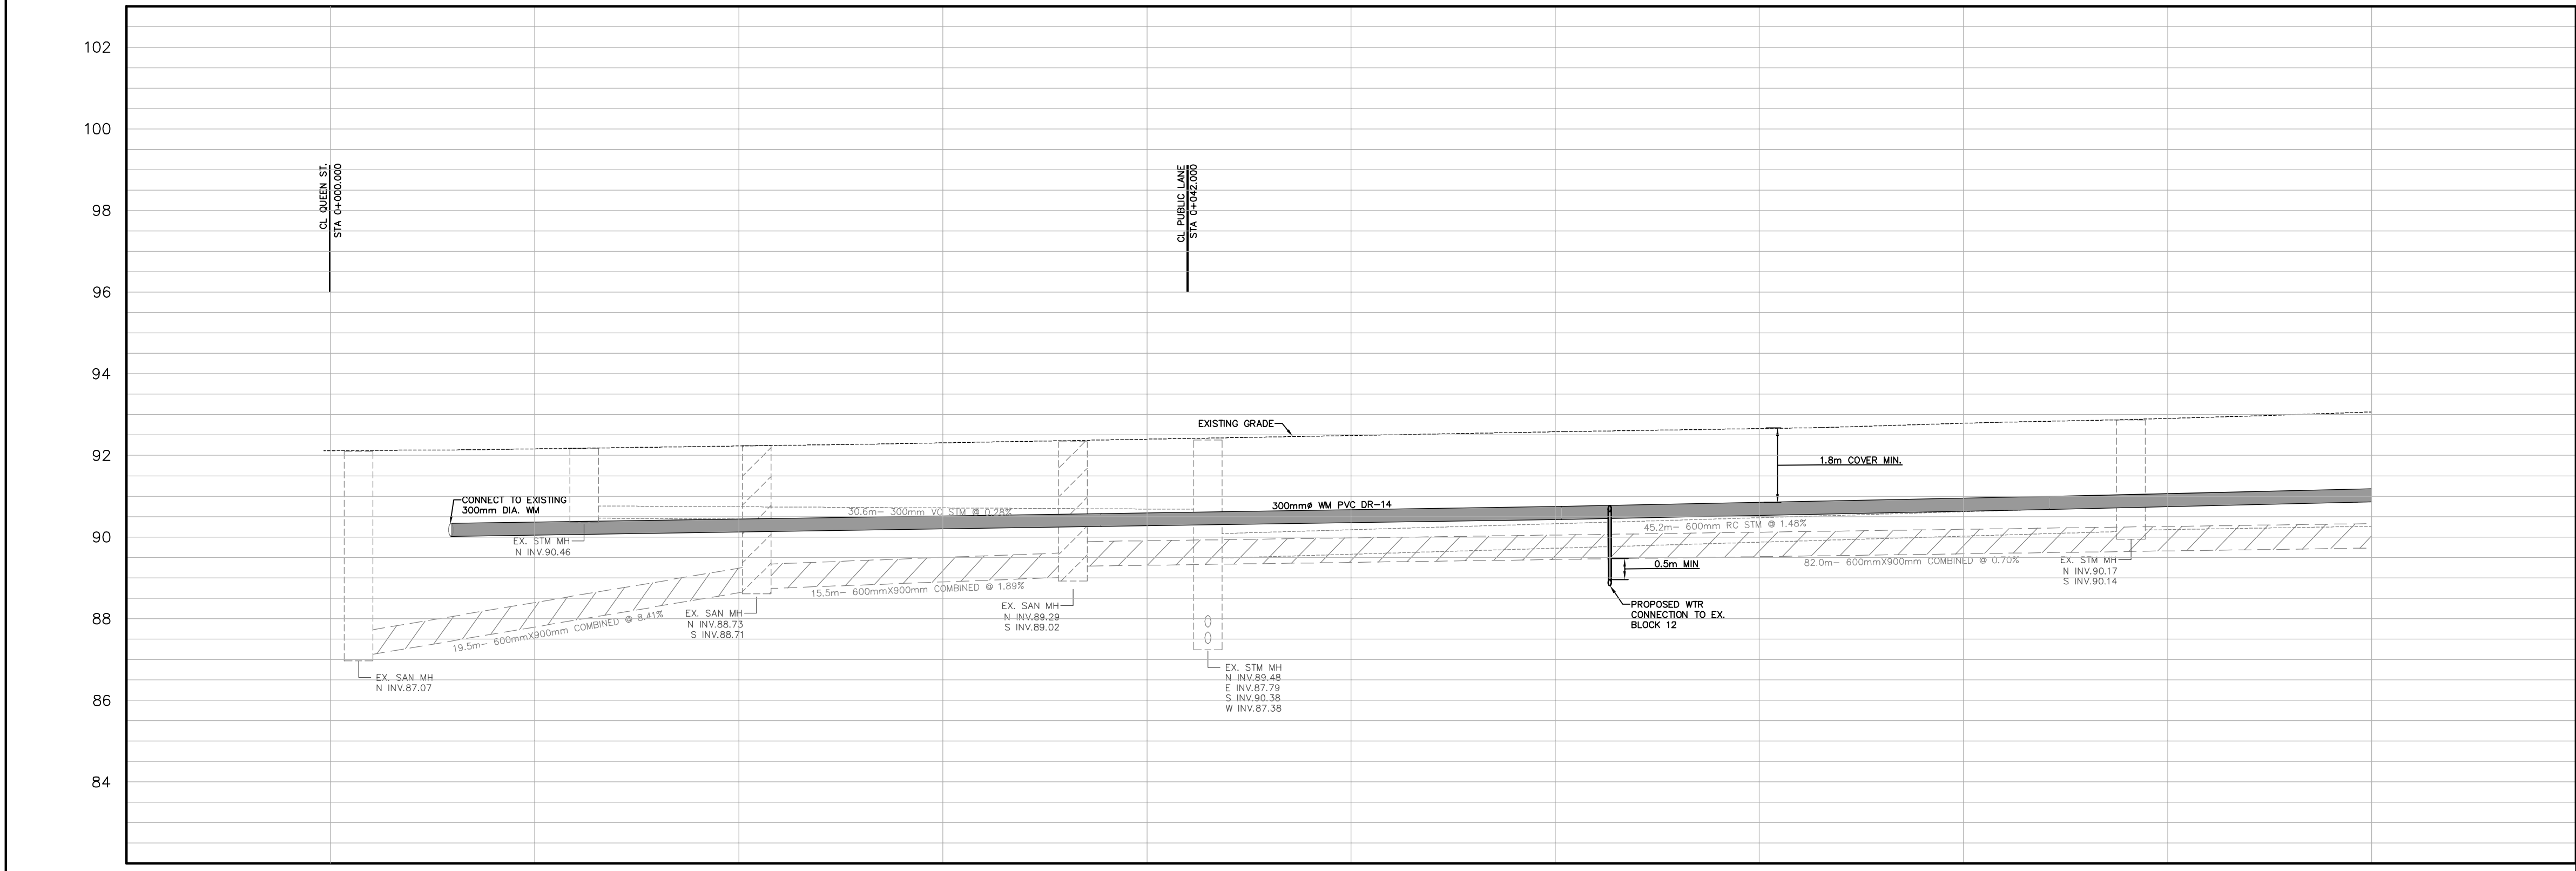 102
100
98
96
94
92
90
88
86
84
CL QUEEN ST.
STA 0+000.000
CL PUBLIC LANE
STA 0+042.000
EXISTING GRADE
1.8m COVER MIN.
CONNECT TO EXISTING
300mm DIA. WM
30.6m- 300mm VC STM @ 0.28%
300mmø WM PVC DR-14
45.2m- 600mm RC STM @ 1.48%
EX. STM MH
N INV.90.46
0.5m MIN
82.0m- 600mmX900mm COMBINED @ 0.70%
EX. STM MH
N INV.90.17
S INV.90.14
15.5m- 600mmX900mm COMBINED @ 1.89%
19.5m- 600mmX900mm COMBINED @ 8.41%
EX. SAN MH
N INV.88.73
S INV.88.71
EX. SAN MH
N INV.89.29
S INV.89.02
PROPOSED WTR
CONNECTION TO EX.
BLOCK 12
EX. SAN MH
N INV.87.07
EX. STM MH
N INV.89.48
E INV.87.79
S INV.90.38
W INV.87.38